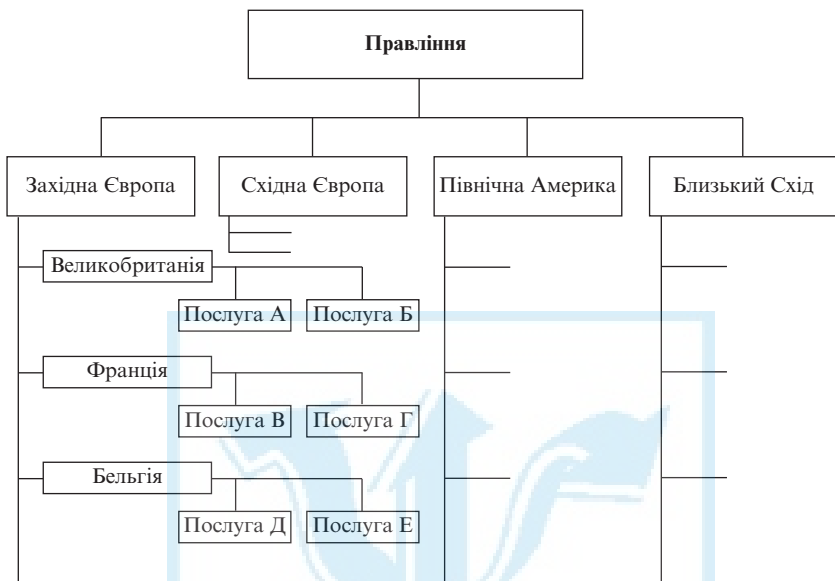 Правління
Західна Європа
Східна Європа
Північна Америка
Близький Схід
Великобританія
Послуга А
Послуга Б
Франція
Послуга В
Послуга Г
Бельгія
Послуга Д
Послуга Е